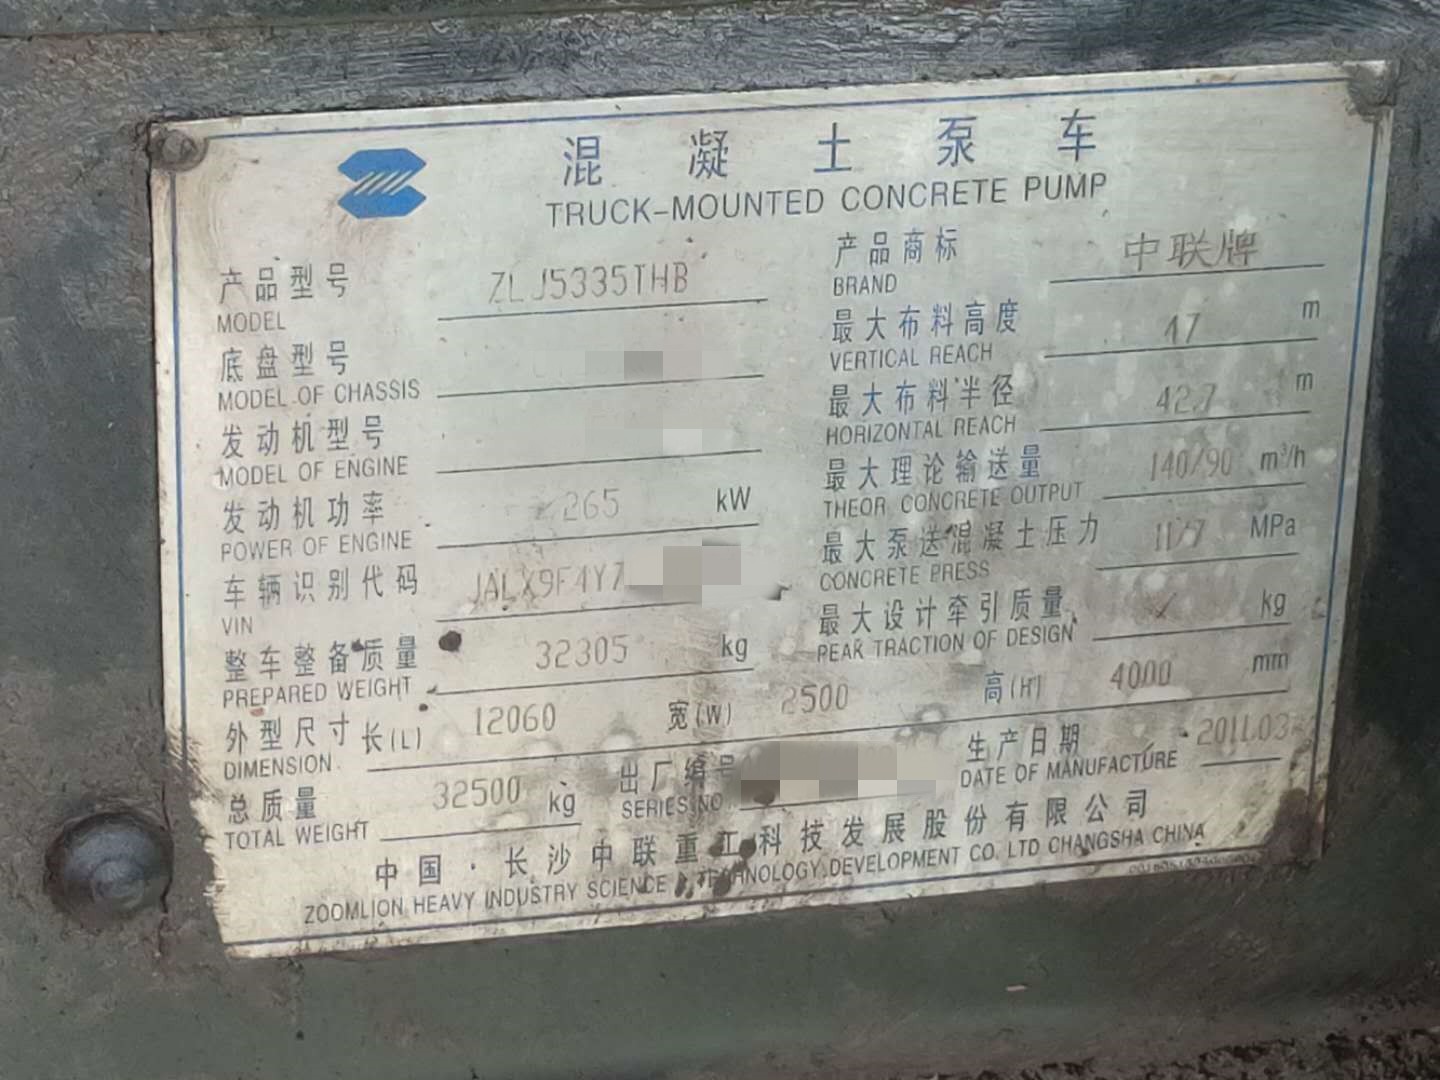 混凝土泵车
TRUCK-MOUNTED CONCRETE PUMP
产品型号 ZLJ5335THB
MODEL
底盘型号
MODEL OF CHASSIS
发动机型号
MODEL OF ENGINE
发动机功率 265 kW
POWER OF ENGINE
车辆识别代码 JALX9F4Y7
VIN
整车整备质量 32305 kg
PREPARED WEIGHT
产品商标 中联牌
BRAND
最大布料高度 47 m
VERTICAL REACH
最大布料半径 42.7 m
HORIZONTAL REACH
最大理论输送量 140/90 m³/h
THEOR. CONCRETE OUTPUT
最大泵送混凝土压力 11/7 MPa
CONCRETE PRESS
最大设计牵引质量 / kg
PEAK TRACTION OF DESIGN
外型尺寸 长(L) 12060 宽(W) 2500 高(H) 4000 mm
DIMENSION
总质量 32500 kg 出厂编号 生产日期 2011.03
TOTAL WEIGHT SERIES NO DATE OF MANUFACTURE
中国·长沙中联重工科技发展股份有限公司
ZOOMLION HEAVY INDUSTRY SCIENCE & TECHNOLOGY DEVELOPMENT CO. LTD CHANGSHA CHINA